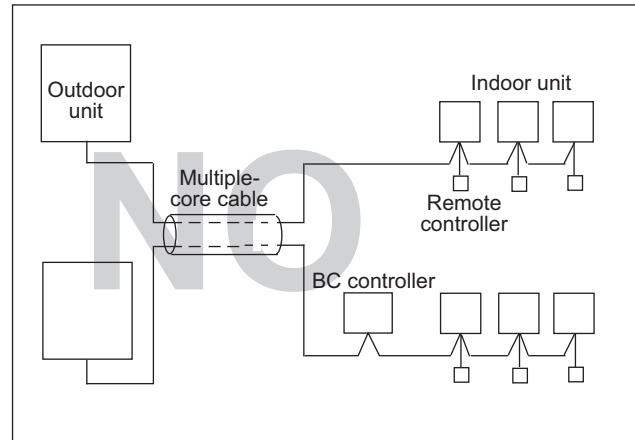 Outdoor
unit
Indoor unit
Multiple-
core cable
Remote
controller
BC controller
NO